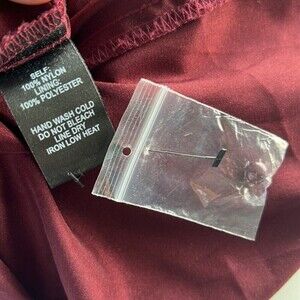 SELF:
100% NYLON
LINING:
100% POLYESTER
HAND WASH COLD
DO NOT BLEACH
LINE DRY
IRON LOW HEAT